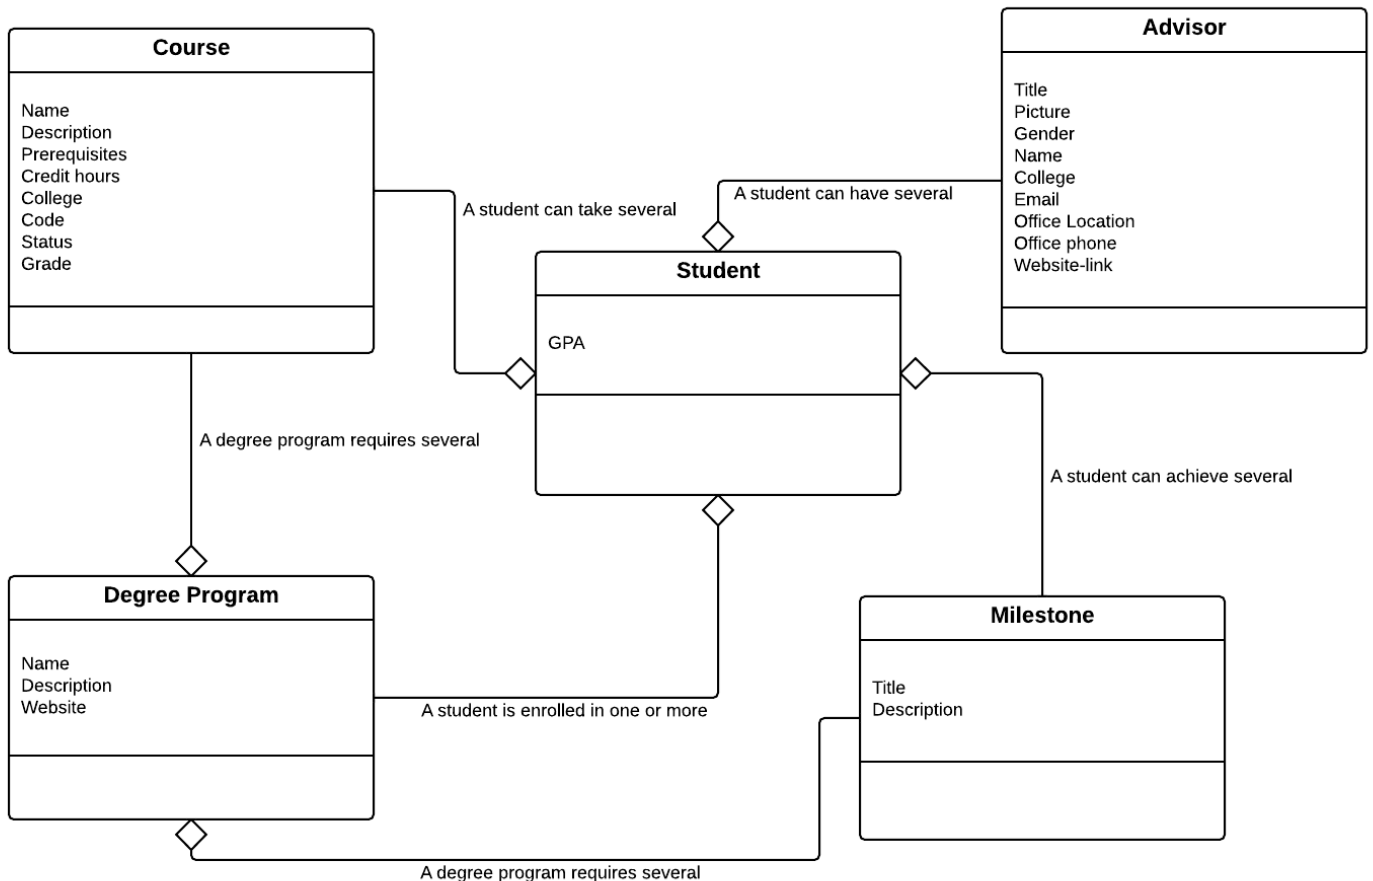 Course
Name
Description
Prerequisites
Credit hours
College
Code
Status
Grade
Advisor
Title
Picture
Gender
Name
College
Email
Office Location
Office phone
Website-link
A student can take several
A student can have several
Student
GPA
A degree program requires several
A student can achieve several
Degree Program
Name
Description
Website
A student is enrolled in one or more
Milestone
Title
Description
A degree program requires several